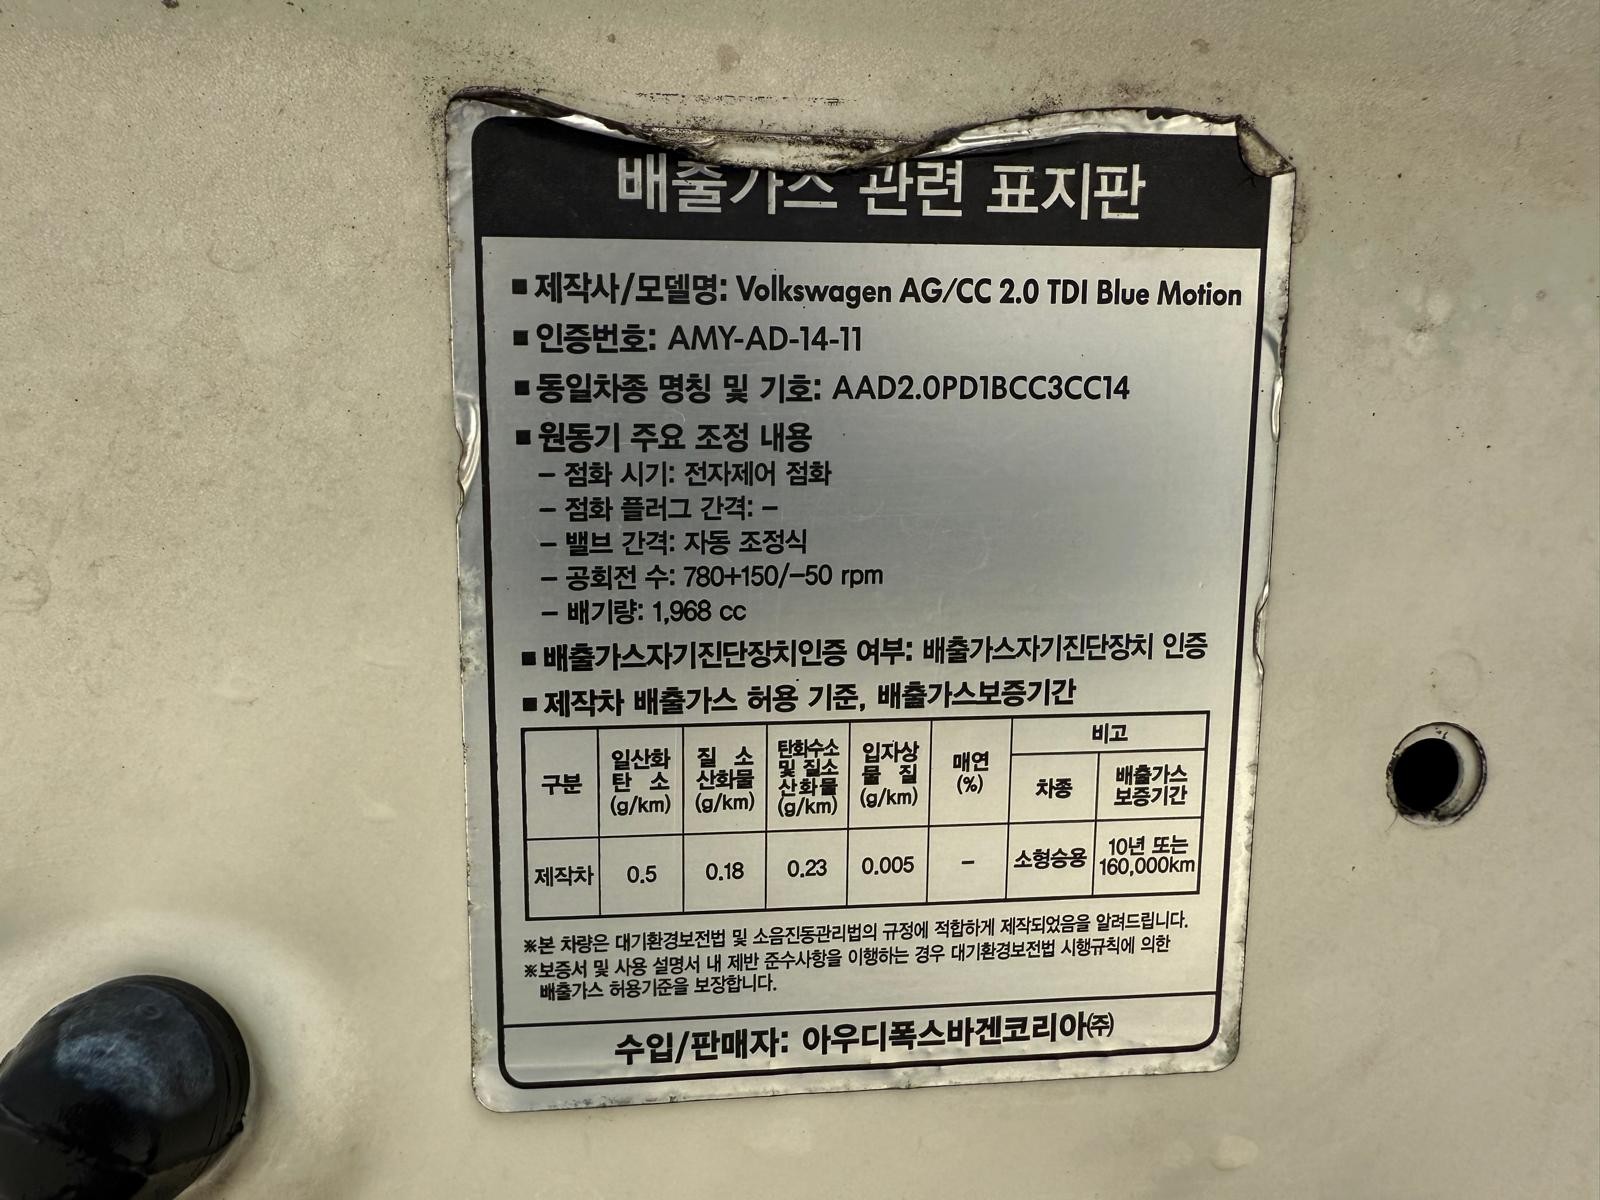 배출가스 관련 표지판
■ 제작사/모델명: Volkswagen AG/CC 2.0 TDI Blue Motion
■ 인증번호: AMY-AD-14-11
■ 동일차종 명칭 및 기호: AAD2.0PD1BCC3CC14
■ 원동기 주요 조정 내용
– 점화 시기: 전자제어 점화
– 점화 플러그 간격: –
– 밸브 간격: 자동 조정식
– 공회전 수: 780+150/–50 rpm
– 배기량: 1,968 cc
■ 배출가스자기진단장치인증 여부: 배출가스자기진단장치 인증
■ 제작차 배출가스 허용 기준, 배출가스보증기간
구분 일산화탄소 (g/km) 질소산화물 (g/km) 탄화수소 및 질소산화물 (g/km) 입자상물질 (g/km) 매연 (%) 비고
차종 배출가스 보증기간
제작차 0.5 0.18 0.23 0.005 – 소형승용 10년 또는 160,000km
※본 차량은 대기환경보전법 및 소음진동관리법의 규정에 적합하게 제작되었음을 알려드립니다.
※보증서 및 사용 설명서 내 제반 준수사항을 이행하는 경우 대기환경보전법 시행규칙에 의한
배출가스 허용기준을 보장합니다.
수입/판매자: 아우디폭스바겐코리아㈜